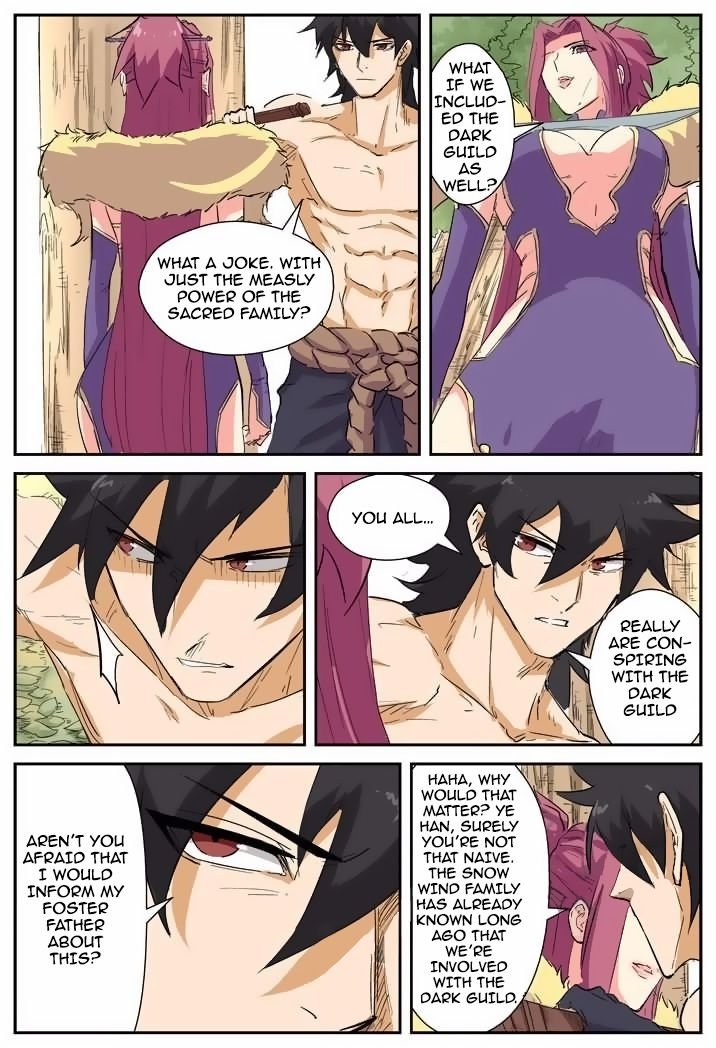 WHAT A JOKE. WITH
JUST THE MEASLY
POWER OF THE
SACRED FAMILY?
WHAT
IF WE
INCLUD-
ED THE
DARK
GUILD
AS
WELL?
YOU ALL...
REALLY
ARE CON-
SPIRING
WITH THE
DARK
GUILD
AREN'T YOU
AFRAID THAT
I WOULD
INFORM MY
FOSTER
FATHER
ABOUT
THIS?
HAHA, WHY
WOULD THAT
MATTER? YE
HAN, SURELY
YOU'RE NOT
THAT NAIVE.
THE SNOW
WIND FAMILY
HAS ALREADY
KNOWN LONG
AGO THAT
WE'RE
INVOLVED
WITH THE
DARK GUILD.